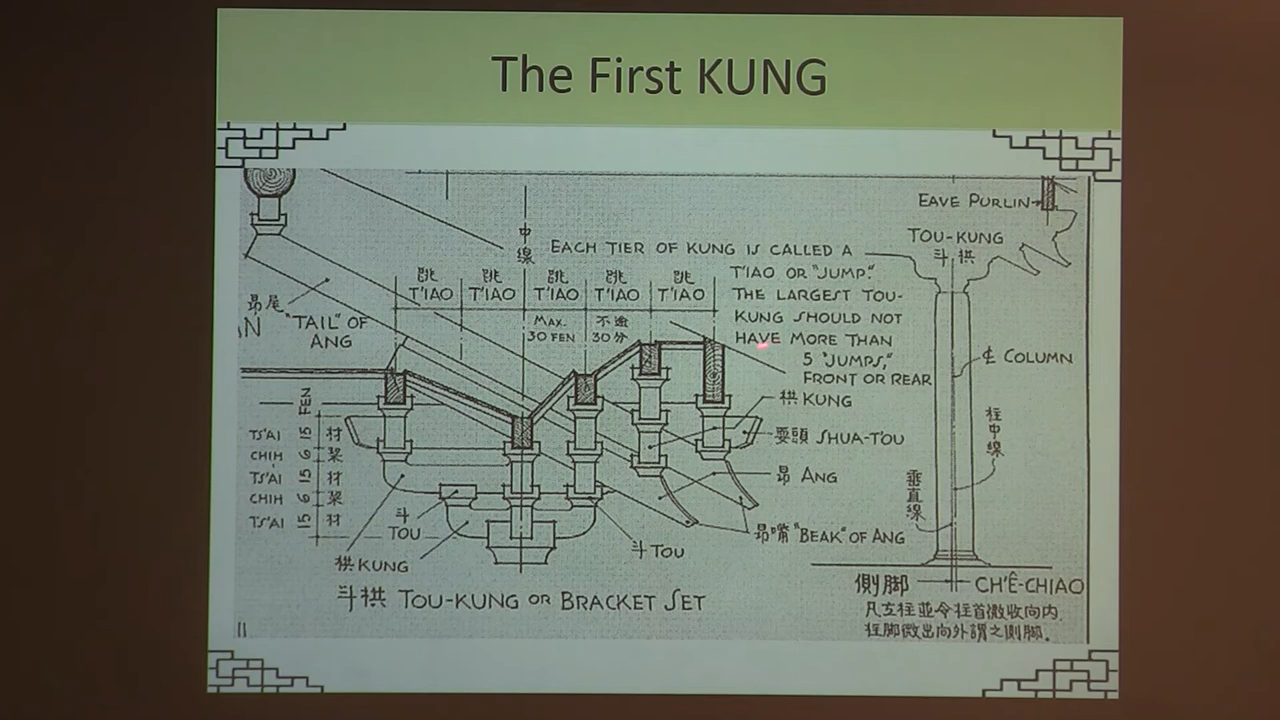 The First KUNG
EAVE PURLIN
TOU-KUNG
斗栱
中線
EACH TIER OF KUNG IS CALLED A
T'IAO OR "JUMP."
THE LARGEST TOU-
KUNG SHOULD NOT
HAVE MORE THAN
5 "JUMPS,"
FRONT OR REAR
跳 跳 跳 跳 跳
T'IAO T'IAO T'IAO T'IAO T'IAO
MAX. 30 FEN
不逾 30分
昂尾 "TAIL" OF
ANG
N
℄ COLUMN
柱中線
垂直線
栱 KUNG
耍頭 SHUA-T'OU
昂 ANG
昂嘴 "BEAK" OF ANG
FEN
TS'AI 15 材
CHIH 6 栔
TS'AI 15 材
CHIH 6 栔
TS'AI 15 材
斗
TOU
斗 TOU
栱 KUNG
斗栱 TOU-KUNG OR BRACKET SET
側脚 CH'Ê-CHIAO
凡立柱並令柱首微收向内
柱脚微出向外謂之側脚.
11